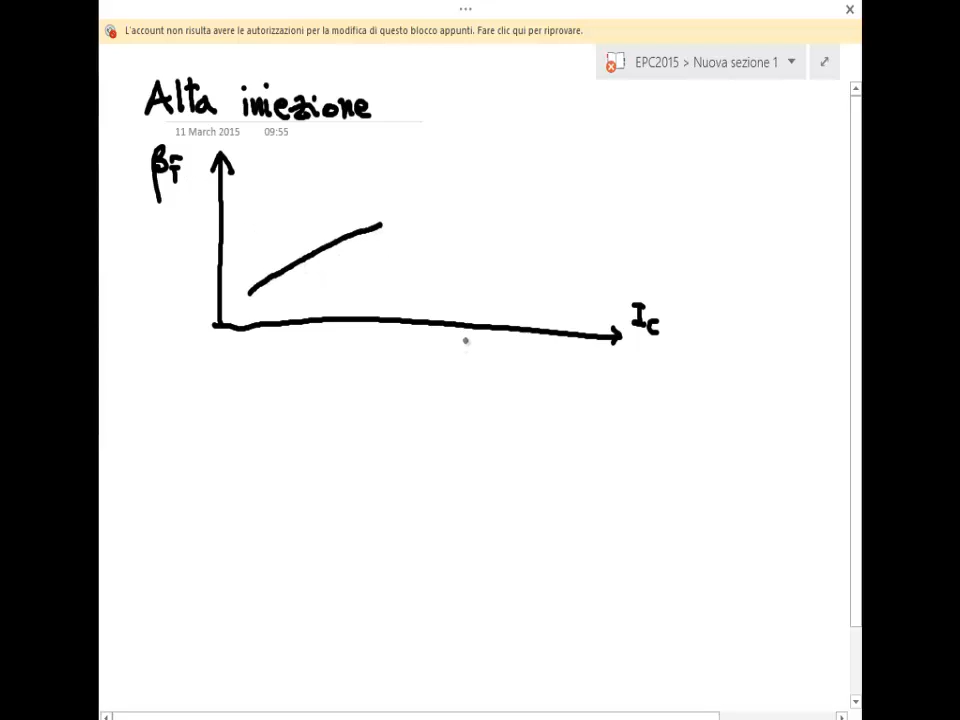 L'account non risulta avere le autorizzazioni per la modifica di questo blocco appunti. Fare clic qui per riprovare.
EPC2015 > Nuova sezione 1
Alta iniezione
11 March 2015 09:55
βF
IC